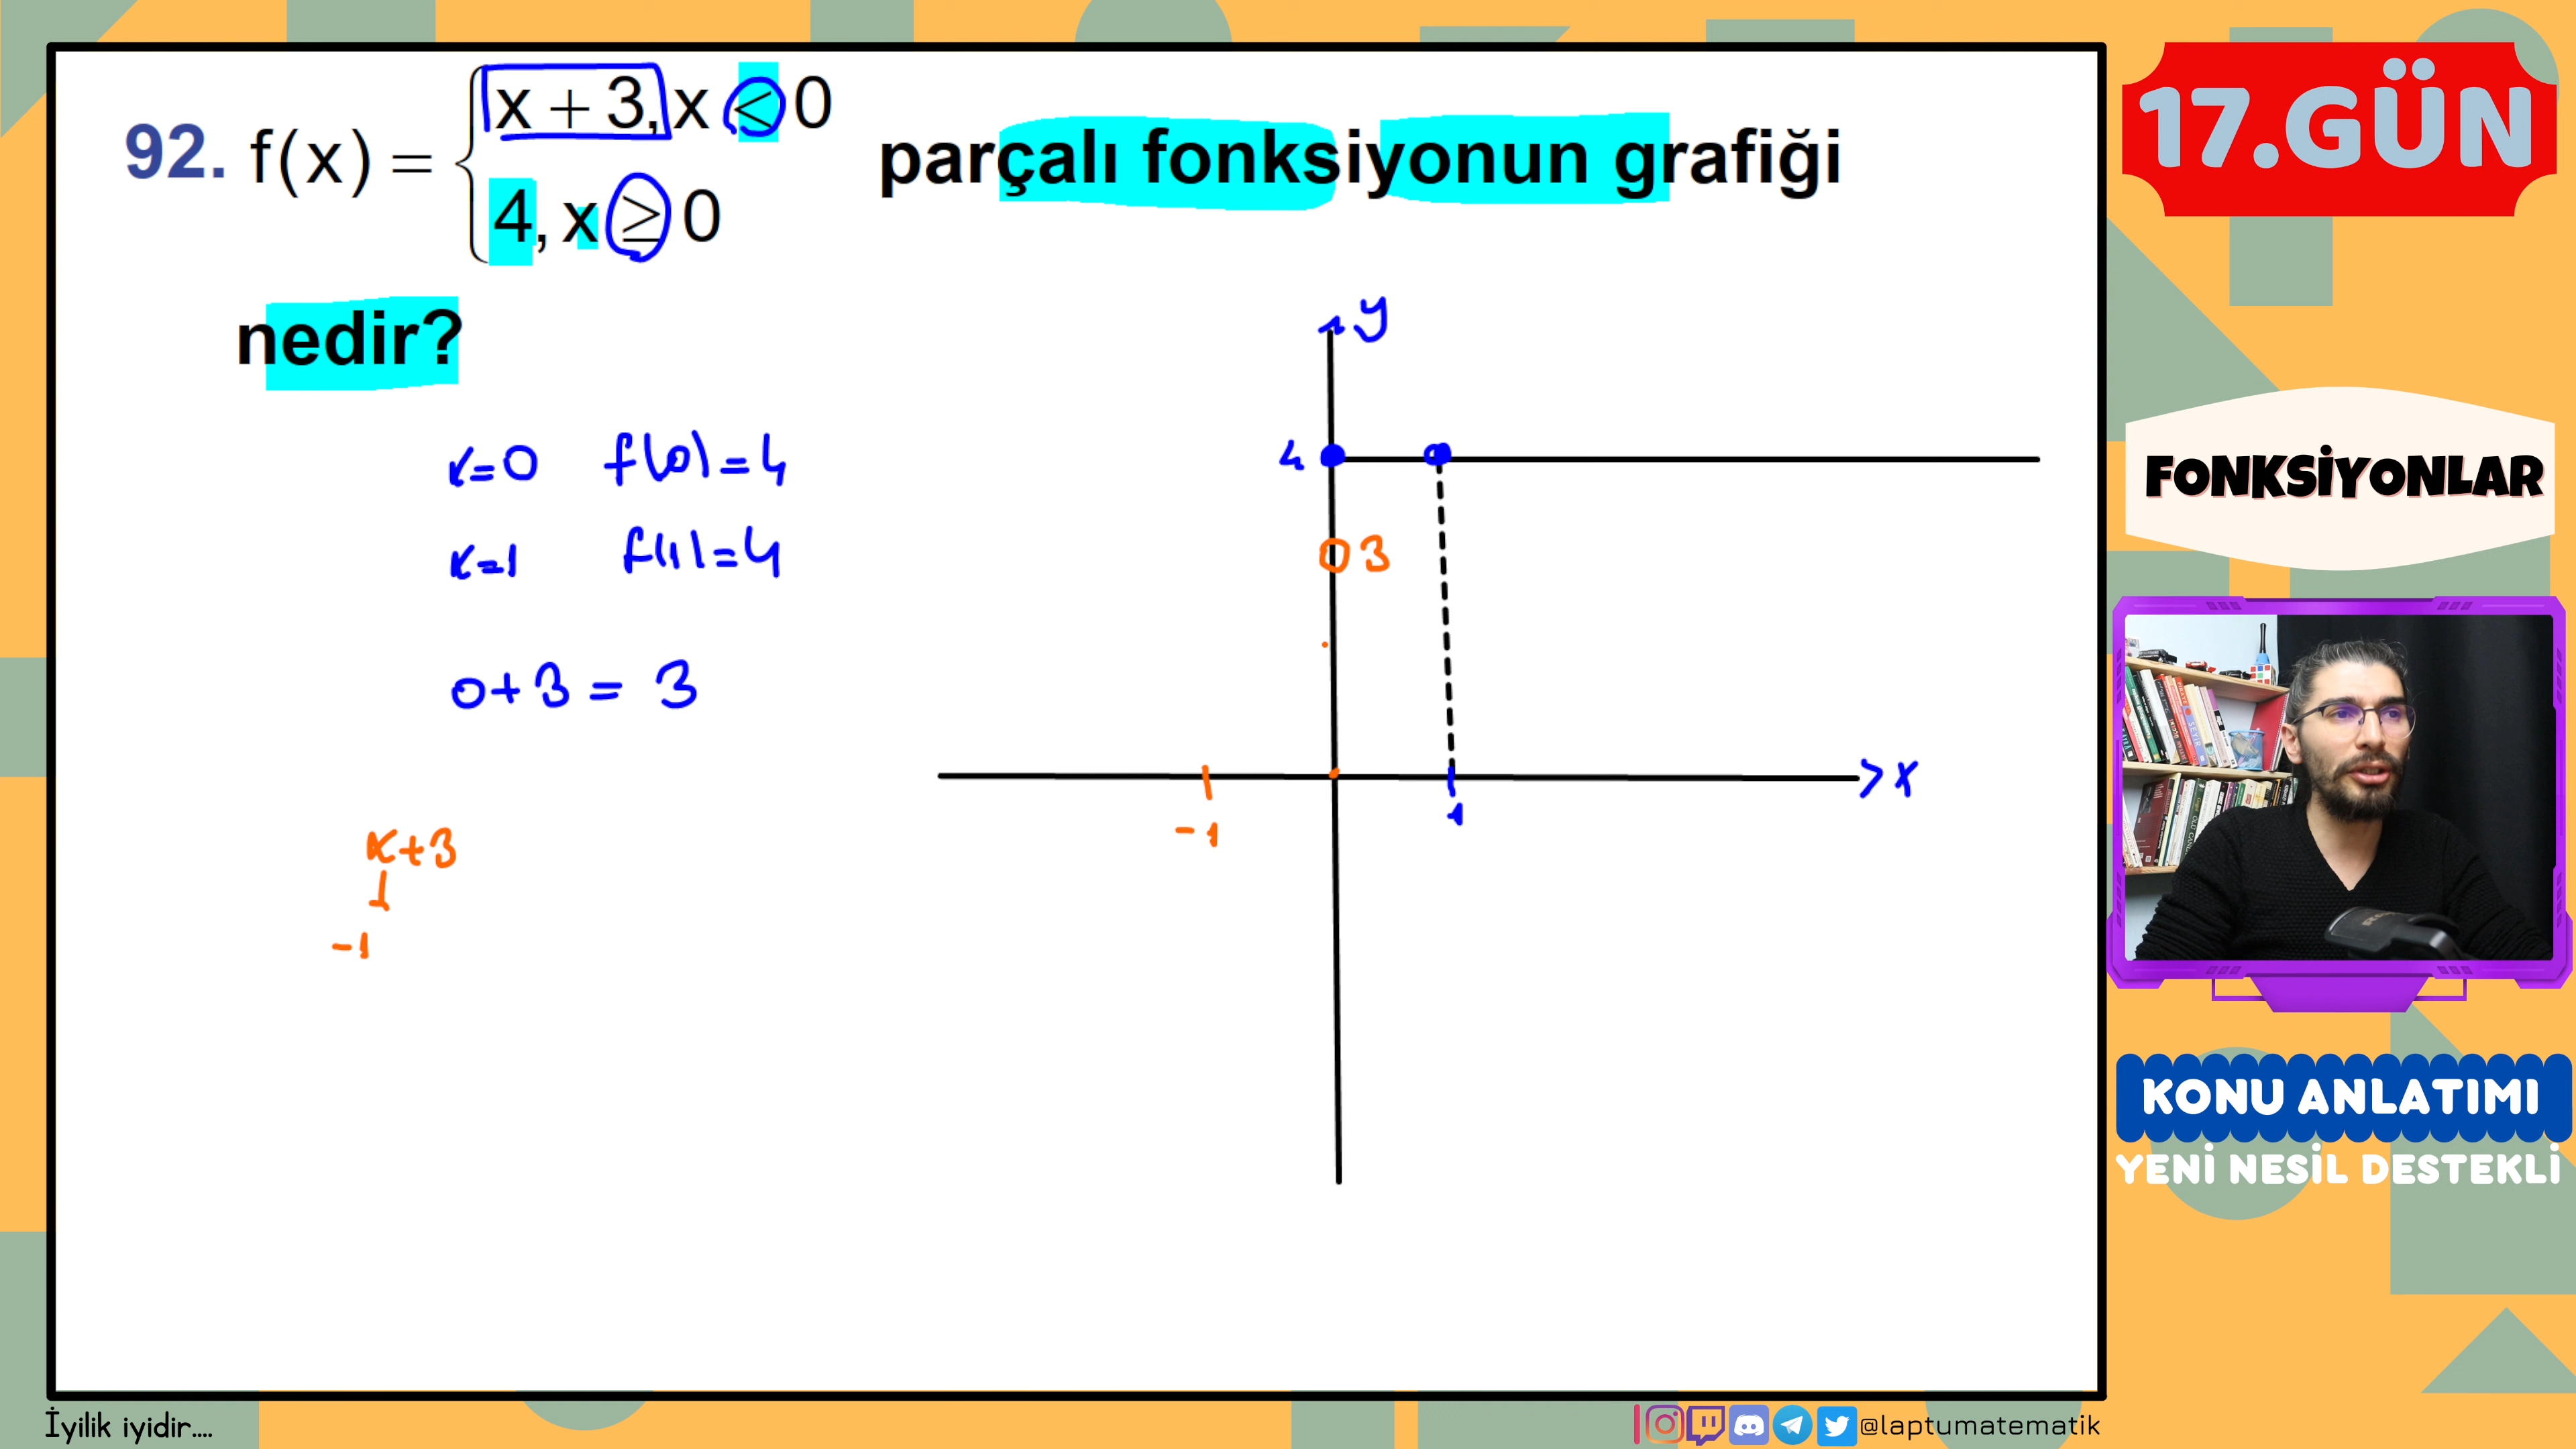 92. f(x) = { x + 3, x < 0
4, x ≥ 0
parçalı fonksiyonun grafiği
nedir?
x=0 f(0)=4
x=1 f(1)=4
0+3 = 3
x+3
-1
y
4
3
-1
1
x
17.GÜN
FONKSİYONLAR
KONU ANLATIMI
YENİ NESİL DESTEKLİ
İyilik iyidir....
@laptumatematik